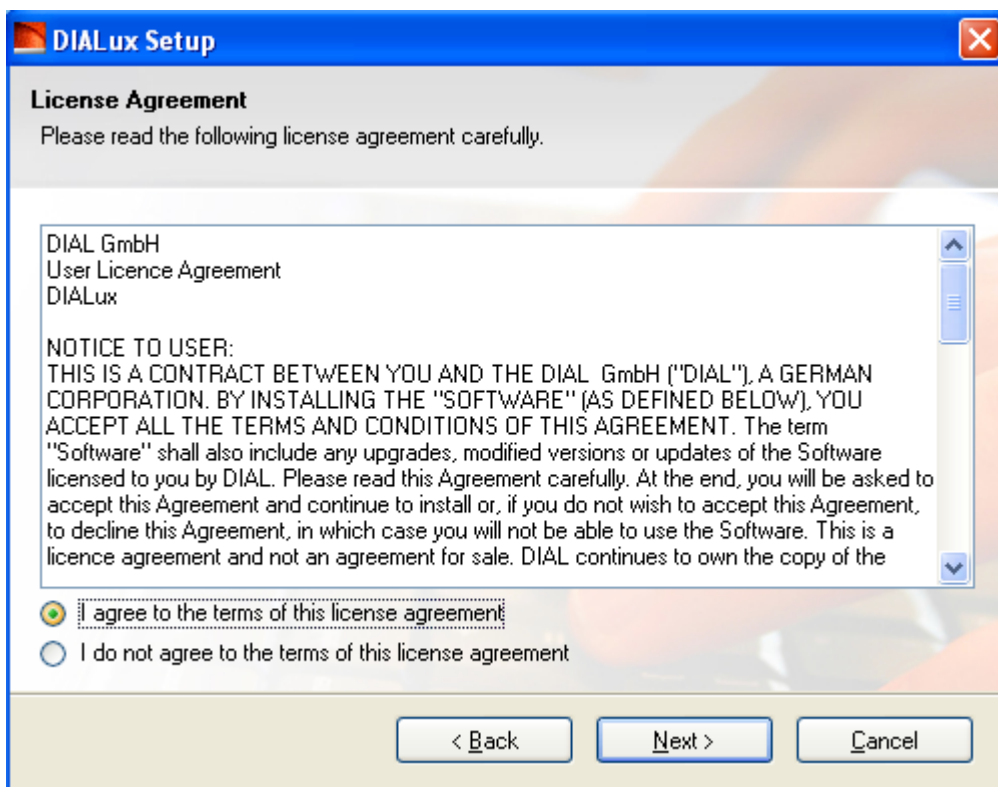 DIALux Setup
License Agreement
Please read the following license agreement carefully.
DIAL GmbH
User Licence Agreement
DIALux
NOTICE TO USER:
THIS IS A CONTRACT BETWEEN YOU AND THE DIAL  GmbH ("DIAL"), A GERMAN
CORPORATION. BY INSTALLING THE "SOFTWARE" (AS DEFINED BELOW), YOU
ACCEPT ALL THE TERMS AND CONDITIONS OF THIS AGREEMENT. The term
"Software" shall also include any upgrades, modified versions or updates of the Software
licensed to you by DIAL. Please read this Agreement carefully. At the end, you will be asked to
accept this Agreement and continue to install or, if you do not wish to accept this Agreement,
to decline this Agreement, in which case you will not be able to use the Software. This is a
licence agreement and not an agreement for sale. DIAL continues to own the copy of the
I agree to the terms of this license agreement
I do not agree to the terms of this license agreement
< Back
Next >
Cancel